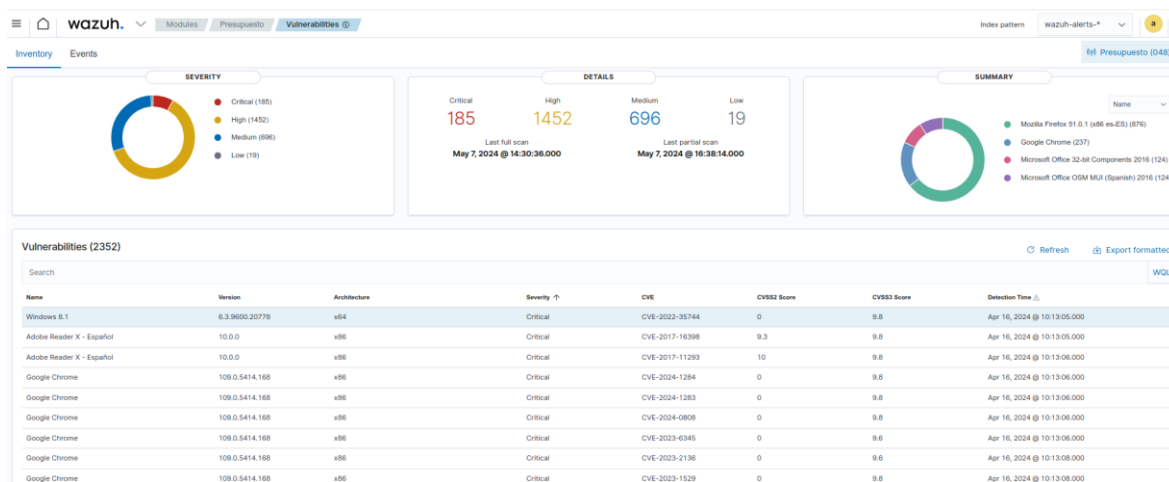 wazuh. Modules Presupuesto Vulnerabilities Index pattern wazuh-alerts-* a
Inventory Events Presupuesto (048
SEVERITY
Critical (185)
High (1452)
Medium (696)
Low (19)
DETAILS
Critical High Medium Low
185 1452 696 19
Last full scan Last partial scan
May 7, 2024 @ 14:30:36.000 May 7, 2024 @ 16:38:14.000
SUMMARY
Name
Mozilla Firefox 51.0.1 (x86 es-ES) (876)
Google Chrome (237)
Microsoft Office 32-bit Components 2016 (124)
Microsoft Office OSM MUI (Spanish) 2016 (124
Vulnerabilities (2352) Refresh Export formatted
Search WQL
Name Version Architecture Severity ↑ CVE CVSS2 Score CVSS3 Score Detection Time
Windows 8.1 6.3.9600.20778 x64 Critical CVE-2022-35744 0 9.8 Apr 16, 2024 @ 10:13:05.000
Adobe Reader X - Español 10.0.0 x86 Critical CVE-2017-16398 9.3 9.8 Apr 16, 2024 @ 10:13:05.000
Adobe Reader X - Español 10.0.0 x86 Critical CVE-2017-11293 10 9.8 Apr 16, 2024 @ 10:13:06.000
Google Chrome 109.0.5414.168 x86 Critical CVE-2024-1284 0 9.8 Apr 16, 2024 @ 10:13:06.000
Google Chrome 109.0.5414.168 x86 Critical CVE-2024-1283 0 9.8 Apr 16, 2024 @ 10:13:06.000
Google Chrome 109.0.5414.168 x86 Critical CVE-2024-0808 0 9.8 Apr 16, 2024 @ 10:13:06.000
Google Chrome 109.0.5414.168 x86 Critical CVE-2023-6345 0 9.6 Apr 16, 2024 @ 10:13:06.000
Google Chrome 109.0.5414.168 x86 Critical CVE-2023-2136 0 9.6 Apr 16, 2024 @ 10:13:08.000
Google Chrome 109.0.5414.168 x86 Critical CVE-2023-1529 0 9.8 Apr 16, 2024 @ 10:13:08.000